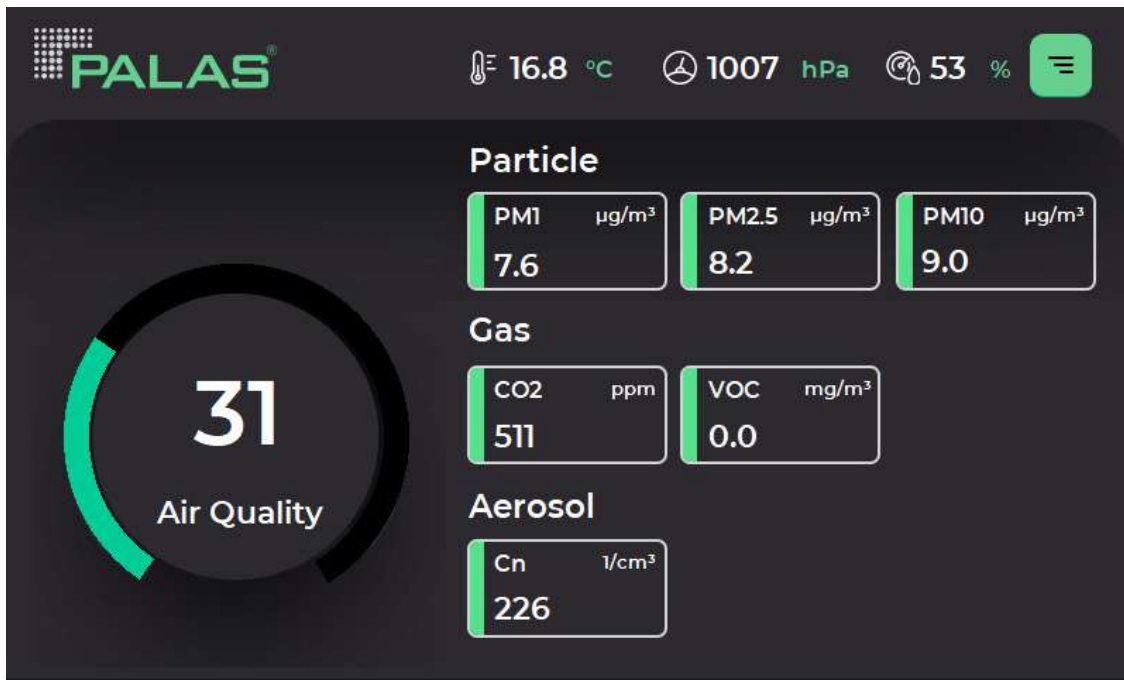 PALAS®
16.8 °C 1007 hPa 53 %
Particle
PM1 µg/m³
7.6
PM2.5 µg/m³
8.2
PM10 µg/m³
9.0
Gas
CO2 ppm
511
VOC mg/m³
0.0
Aerosol
Cn 1/cm³
226
31
Air Quality